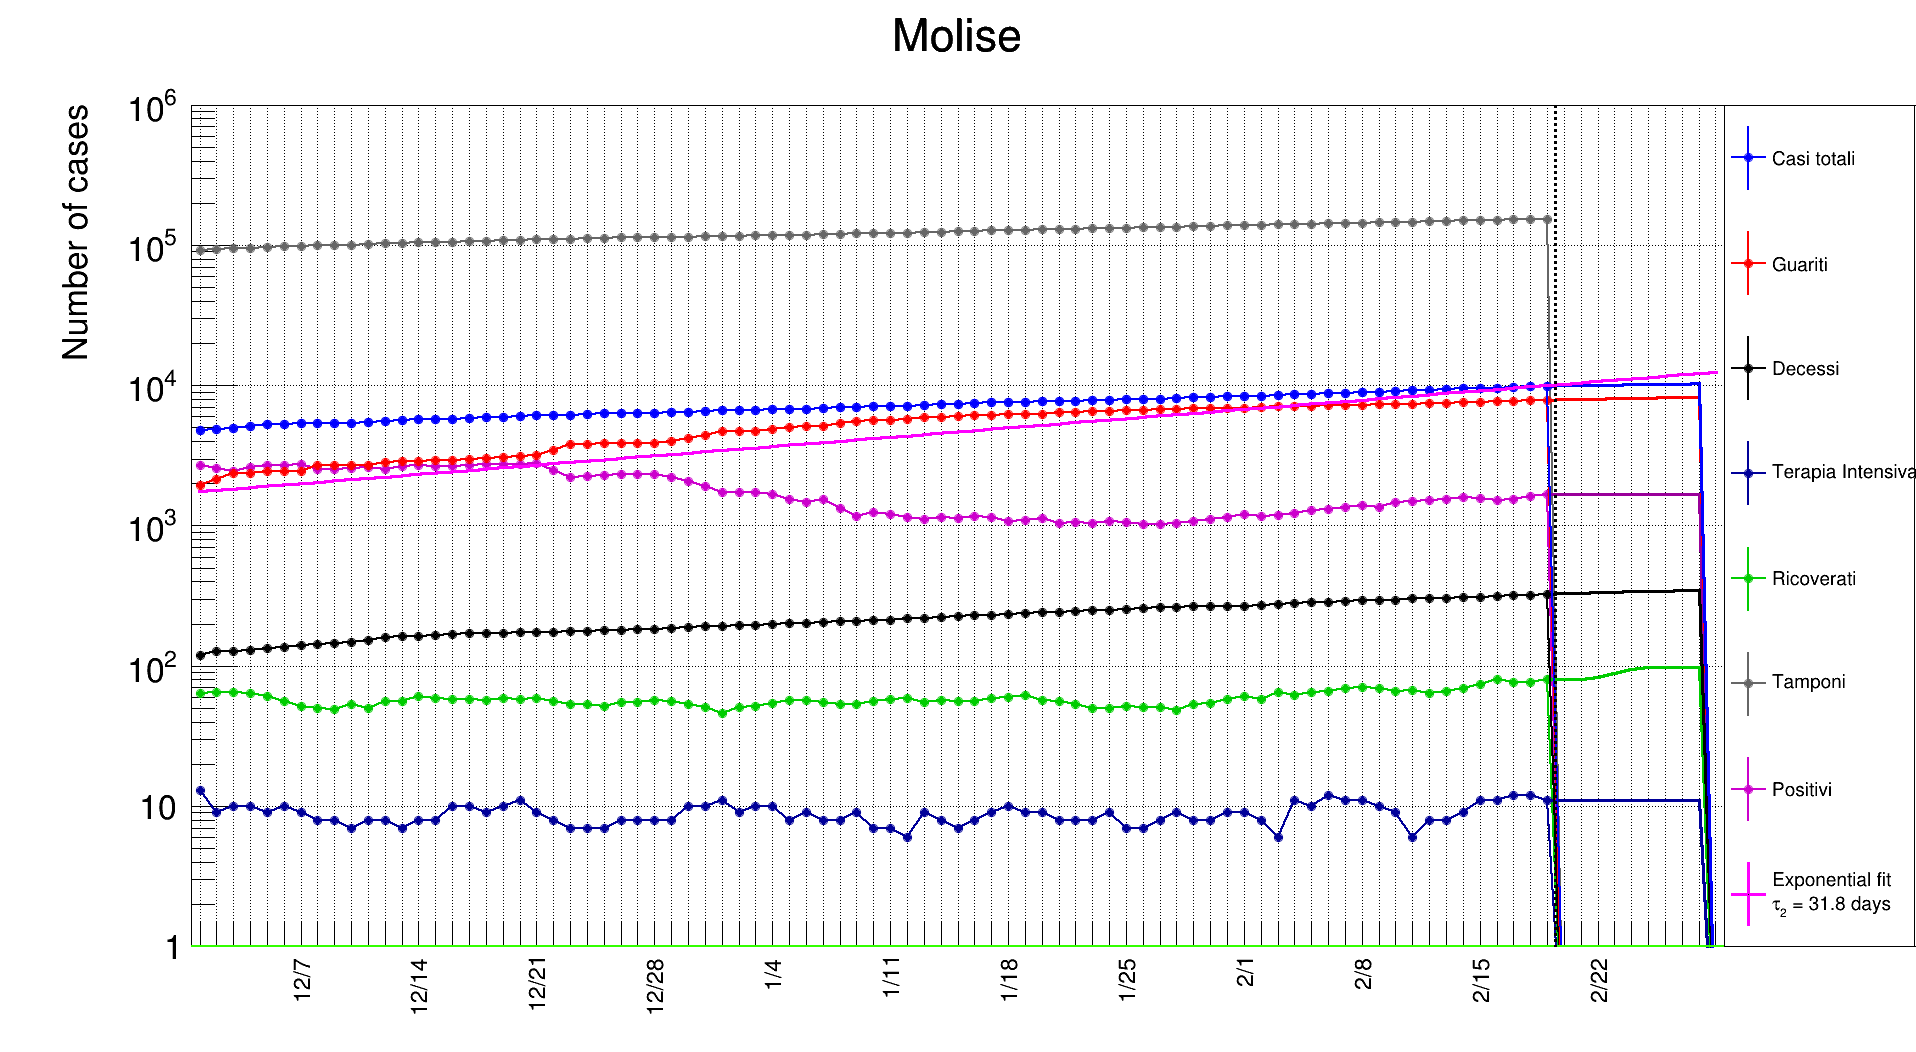 Molise
Number of cases
10^6
10^5
10^4
10^3
10^2
10
1
12/7
12/14
12/21
12/28
1/4
1/11
1/18
1/25
2/1
2/8
2/15
2/22
Casi totali
Guariti
Decessi
Terapia Intensiva
Ricoverati
Tamponi
Positivi
Exponential fit
τ₂ = 31.8 days